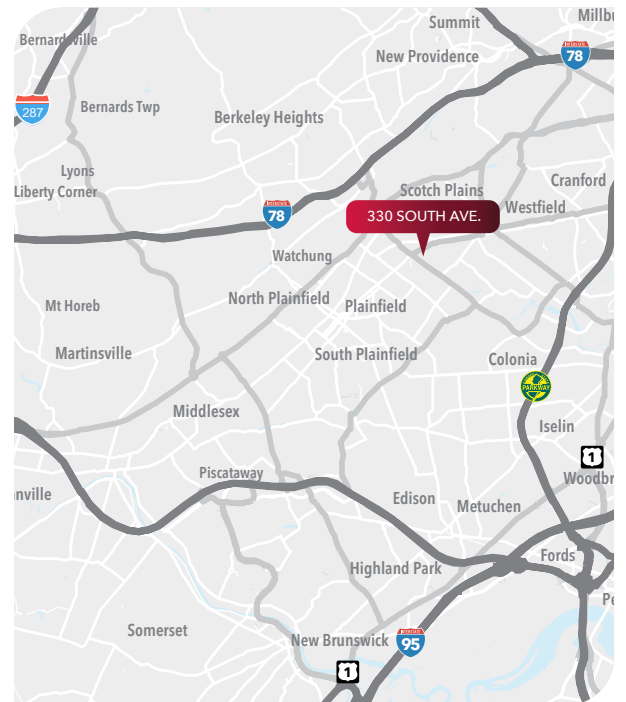 Summit
Millbu
Bernardsville
New Providence
78
287
Bernards Twp
Berkeley Heights
Lyons
Liberty Corner
Scotch Plains
Cranford
78
330 SOUTH AVE.
Westfield
Watchung
North Plainfield
Plainfield
Mt Horeb
Martinsville
South Plainfield
Colonia
PARKWAY
Middlesex
Iselin
1
Piscataway
Woodbr
nville
Edison
Metuchen
Fords
Highland Park
Pe
Somerset
New Brunswick
95
1